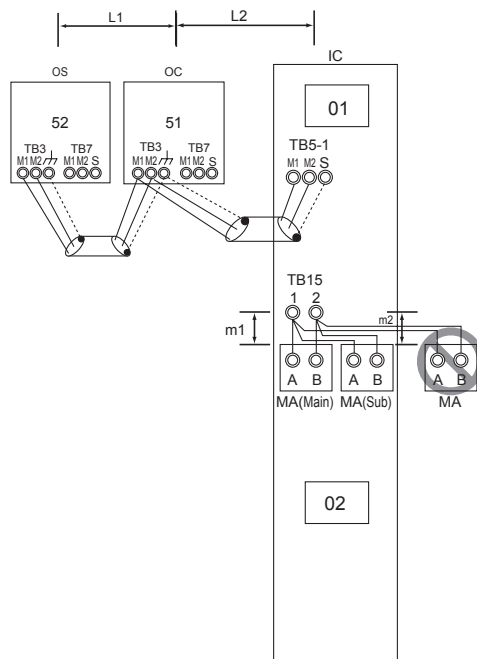 L1 L2
OS OC IC
52 51 01
TB3 TB7 TB3 TB7 TB5-1
M1 M2 M1 M2 S M1 M2 M1 M2 S M1 M2 S
TB15
1 2
m1 m2
A B A B A B
MA(Main) MA(Sub) MA
02